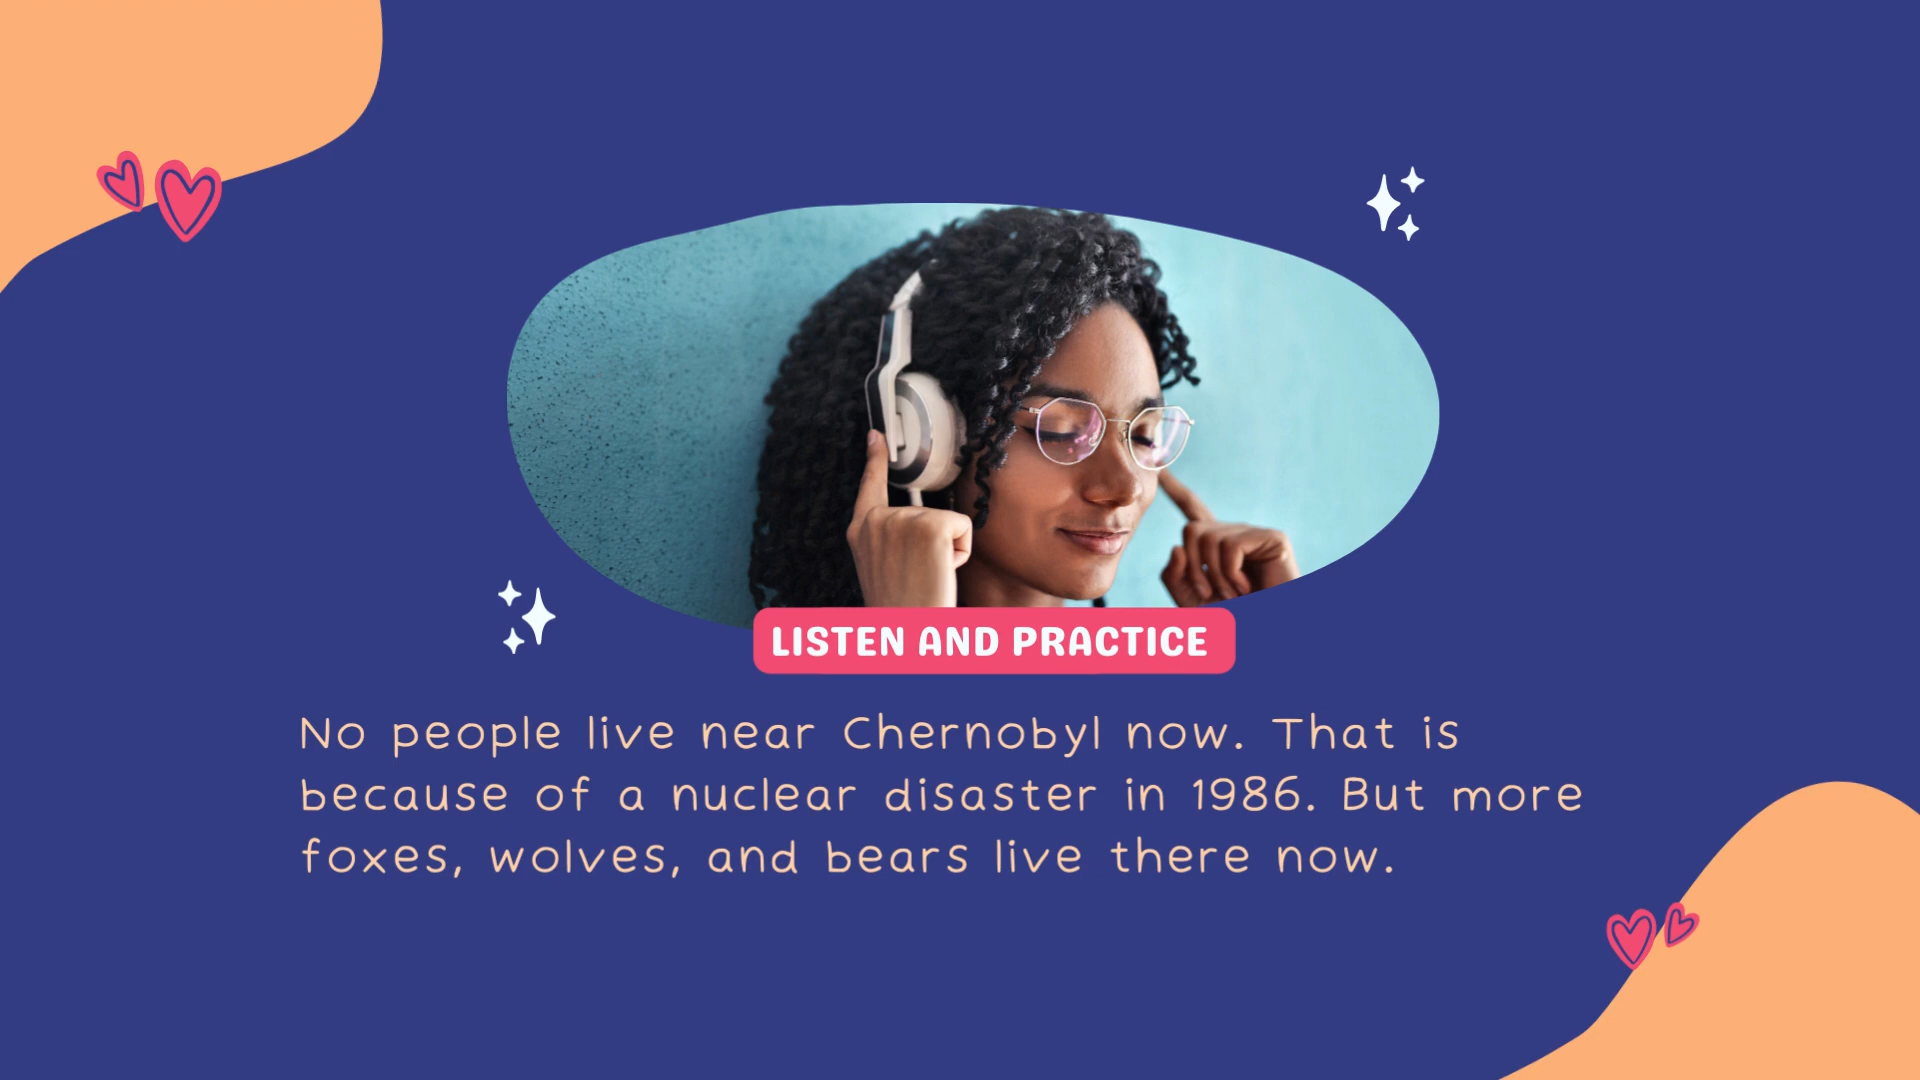 LISTEN AND PRACTICE
No people live near Chernobyl now. That is
because of a nuclear disaster in 1986. But more
foxes, wolves, and bears live there now.